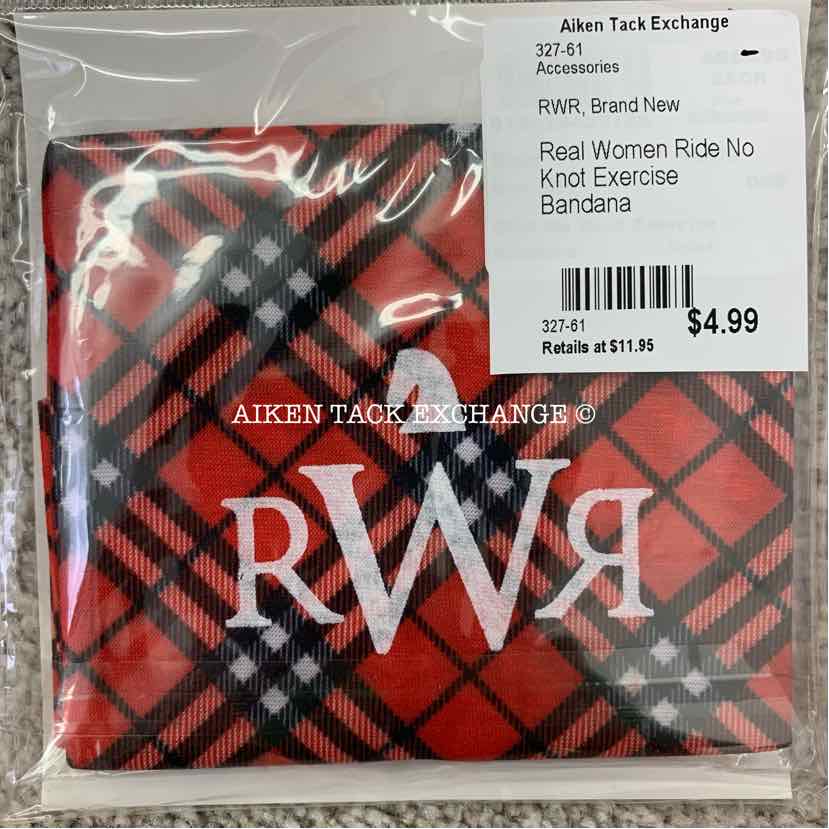 Aiken Tack Exchange
327-61
Accessories
RWR, Brand New
Real Women Ride No
Knot Exercise
Bandana
327-61
$4.99
Retails at $11.95
AIKEN TACK EXCHANGE ©
RWR